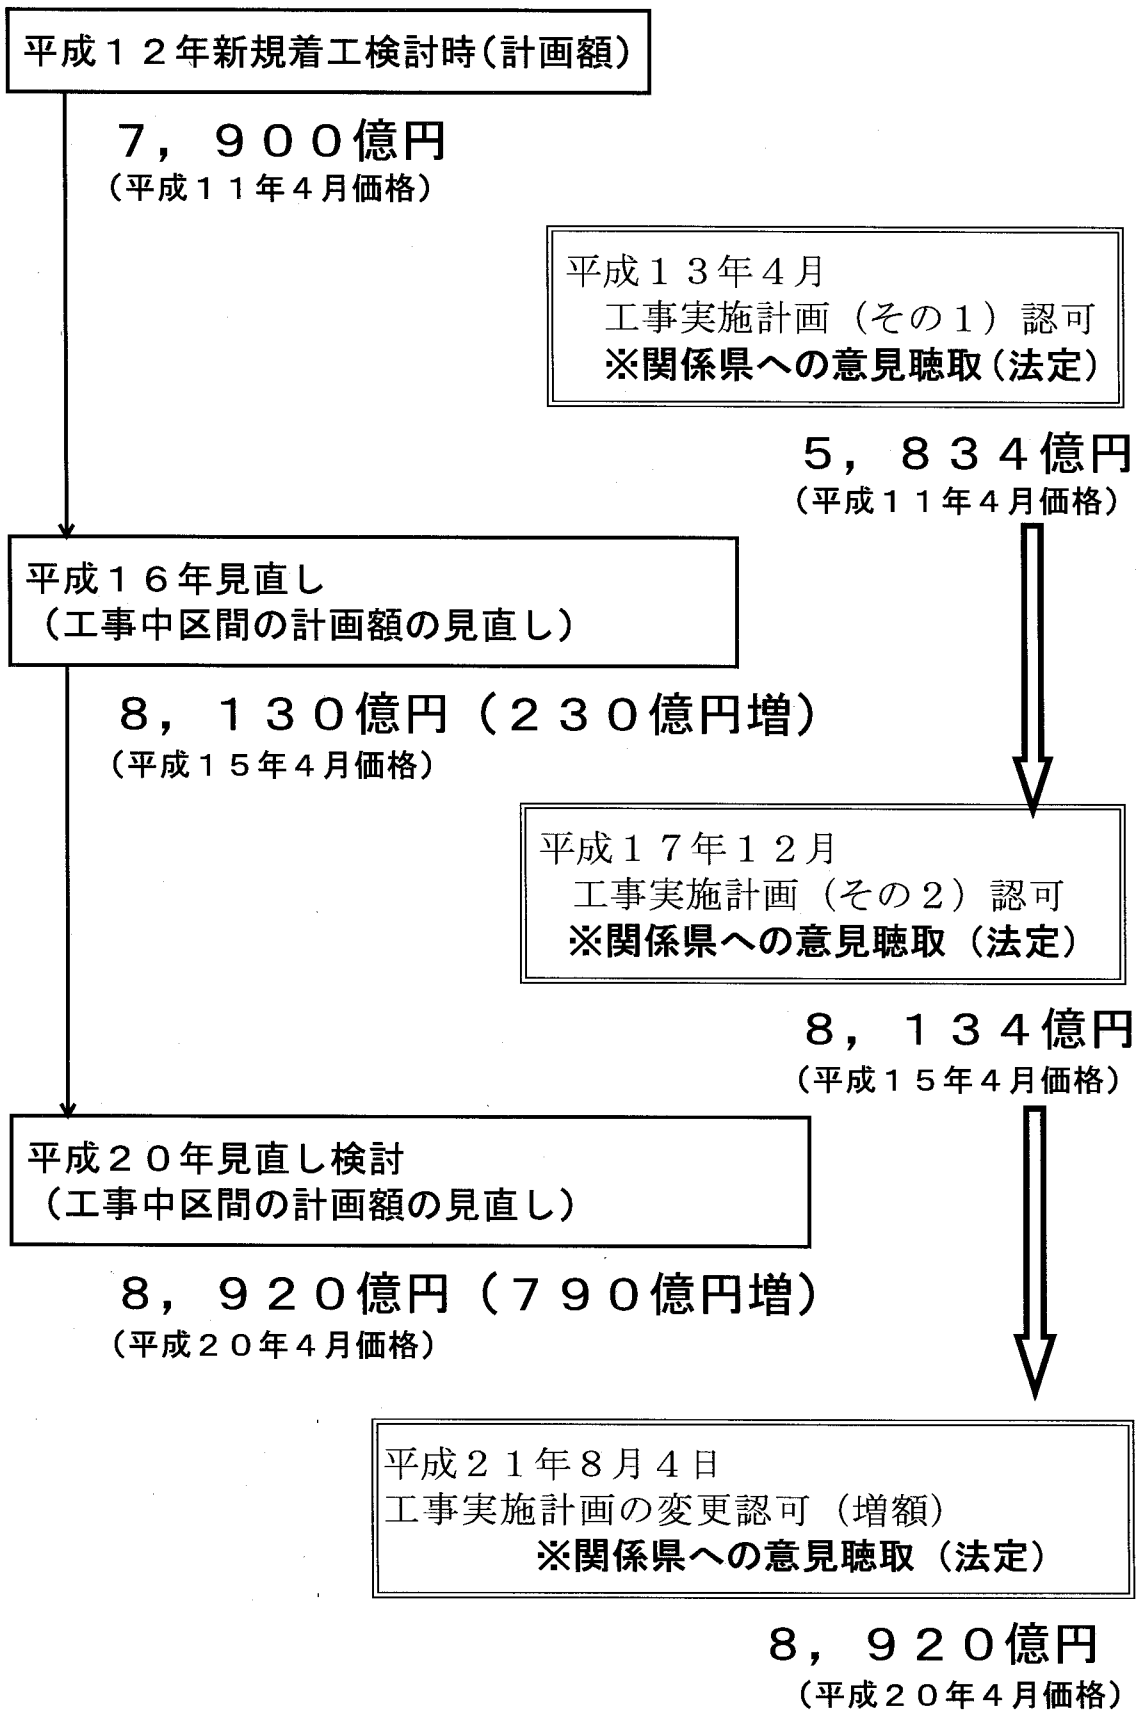 平成１２年新規着工検討時（計画額）
７，９００億円
（平成１１年４月価格）
平成１３年４月
工事実施計画（その１）認可
※関係県への意見聴取（法定）
５，８３４億円
（平成１１年４月価格）
平成１６年見直し
（工事中区間の計画額の見直し）
８，１３０億円（２３０億円増）
（平成１５年４月価格）
平成１７年１２月
工事実施計画（その２）認可
※関係県への意見聴取（法定）
８，１３４億円
（平成１５年４月価格）
平成２０年見直し検討
（工事中区間の計画額の見直し）
８，９２０億円（７９０億円増）
（平成２０年４月価格）
平成２１年８月４日
工事実施計画の変更認可（増額）
※関係県への意見聴取（法定）
８，９２０億円
（平成２０年４月価格）